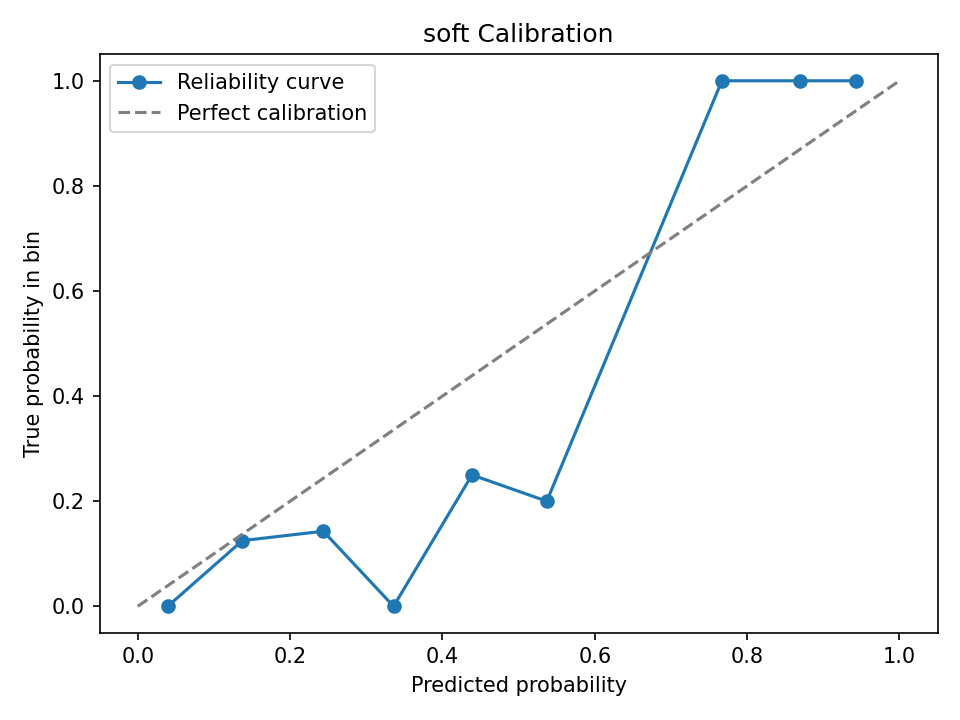 soft Calibration
Reliability curve
Perfect calibration
True probability in bin
1.0
0.8
0.6
0.4
0.2
0.0
0.0 0.2 0.4 0.6 0.8 1.0
Predicted probability